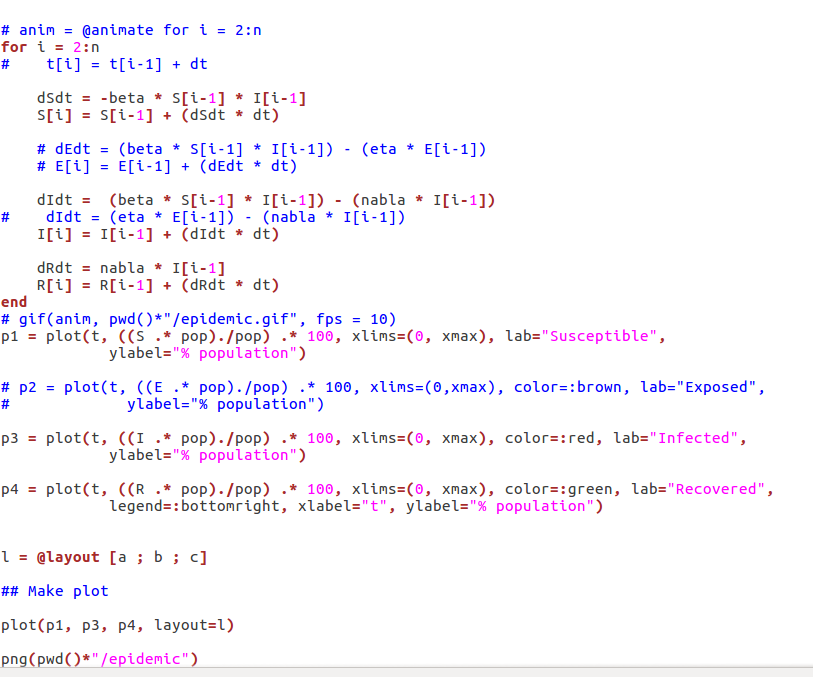 # anim = @animate for i = 2:n
for i = 2:n
#    t[i] = t[i-1] + dt
    dSdt = -beta * S[i-1] * I[i-1]
    S[i] = S[i-1] + (dSdt * dt)
    # dEdt = (beta * S[i-1] * I[i-1]) - (eta * E[i-1])
    # E[i] = E[i-1] + (dEdt * dt)
    dIdt =  (beta * S[i-1] * I[i-1]) - (nabla * I[i-1])
#    dIdt = (eta * E[i-1]) - (nabla * I[i-1])
    I[i] = I[i-1] + (dIdt * dt)
    dRdt = nabla * I[i-1]
    R[i] = R[i-1] + (dRdt * dt)
end
# gif(anim, pwd()*"/epidemic.gif", fps = 10)
p1 = plot(t, ((S .* pop)./pop) .* 100, xlims=(0, xmax), lab="Susceptible",
            ylabel="% population")
# p2 = plot(t, ((E .* pop)./pop) .* 100, xlims=(0,xmax), color=:brown, lab="Exposed",
#             ylabel="% population")
p3 = plot(t, ((I .* pop)./pop) .* 100, xlims=(0, xmax), color=:red, lab="Infected",
            ylabel="% population")
p4 = plot(t, ((R .* pop)./pop) .* 100, xlims=(0, xmax), color=:green, lab="Recovered",
            legend=:bottomright, xlabel="t", ylabel="% population")
l = @layout [a ; b ; c]
## Make plot
plot(p1, p3, p4, layout=l)
png(pwd()*"/epidemic")